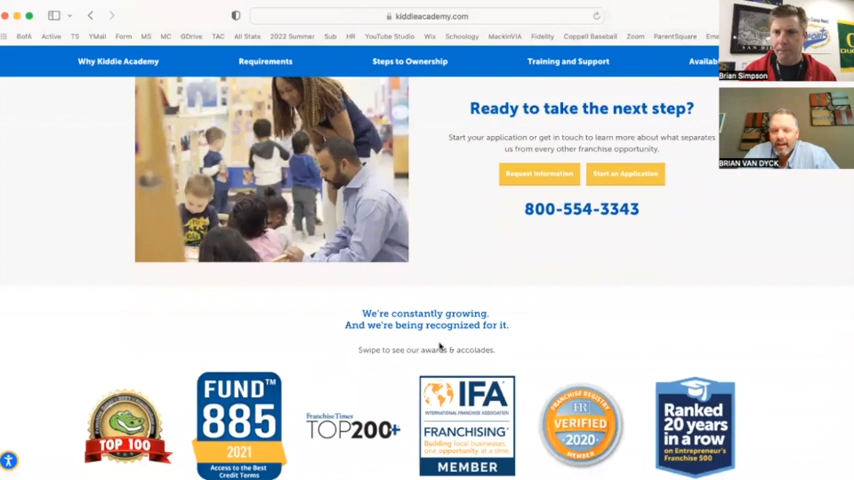 kiddieacademy.com
BofA Active TS YMail Form MS MC GDrive TAC All State 2022 Summer Sub HR YouTube Studio Wix Schoology MackinVIA Fidelity Coppell Baseball Zoom ParentSquare
Why Kiddie Academy Requirements Steps to Ownership Training and Support
Ready to take the next step?
Start your application or get in touch to learn more about what separates
us from every other franchise opportunity.
Request Information Start an Application
800-554-3343
Brian Simpson
BRIAN VAN DYCK
We're constantly growing.
And we're being recognized for it.
Swipe to see our awards & accolades.
TOP 100
FUND™
885
2021
Access to the Best
Credit Terms
FranchiseTimes
TOP200+
IFA
INTERNATIONAL FRANCHISE ASSOCIATION
FRANCHISING®
Building local businesses,
one opportunity at a time.
MEMBER
FRANCHISE REGISTRY
FR
VERIFIED
2020
MEMBER
Ranked
20 years
in a row
on Entrepreneur's
Franchise 500